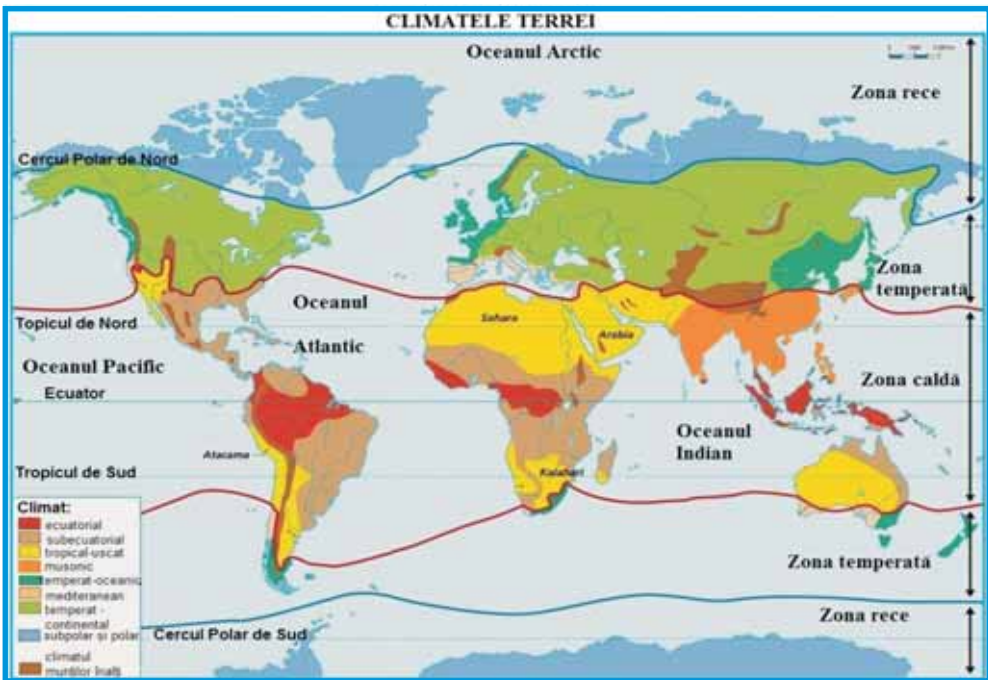 CLIMATELE TERREI
Oceanul Arctic
Zona rece
Cercul Polar de Nord
Zona
temperată
Oceanul
Topicul de Nord
Sahara
Arabia
Atlantic
Oceanul Pacific
Zona caldă
Ecuator
Oceanul
Indian
Atacama
Kalahari
Tropicul de Sud
Climat:
ecuatorial
subecuatorial
tropical-uscat
musonic
temperat-oceanic
mediteranean
temperat -
continental
subpolar și polar
climatul
munților înalți
Zona temperată
Zona rece
Cercul Polar de Sud